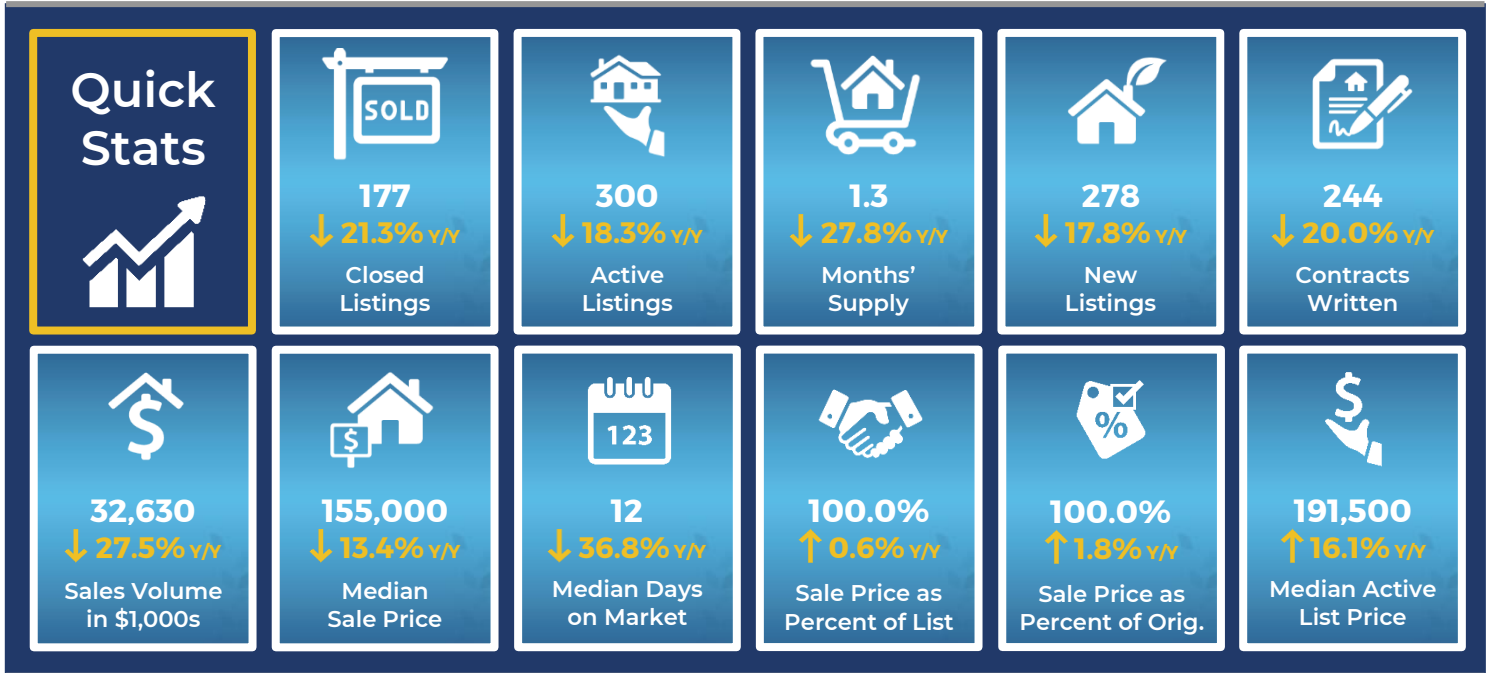 Quick
Stats
SOLD
177
↓ 21.3% Y/Y
Closed
Listings
300
↓ 18.3% Y/Y
Active
Listings
1.3
↓ 27.8% Y/Y
Months’
Supply
278
↓ 17.8% Y/Y
New
Listings
244
↓ 20.0% Y/Y
Contracts
Written
$
32,630
↓ 27.5% Y/Y
Sales Volume
in $1,000s
$
155,000
↓ 13.4% Y/Y
Median
Sale Price
123
12
↓ 36.8% Y/Y
Median Days
on Market
100.0%
↑ 0.6% Y/Y
Sale Price as
Percent of List
%
100.0%
↑ 1.8% Y/Y
Sale Price as
Percent of Orig.
$
191,500
↑ 16.1% Y/Y
Median Active
List Price